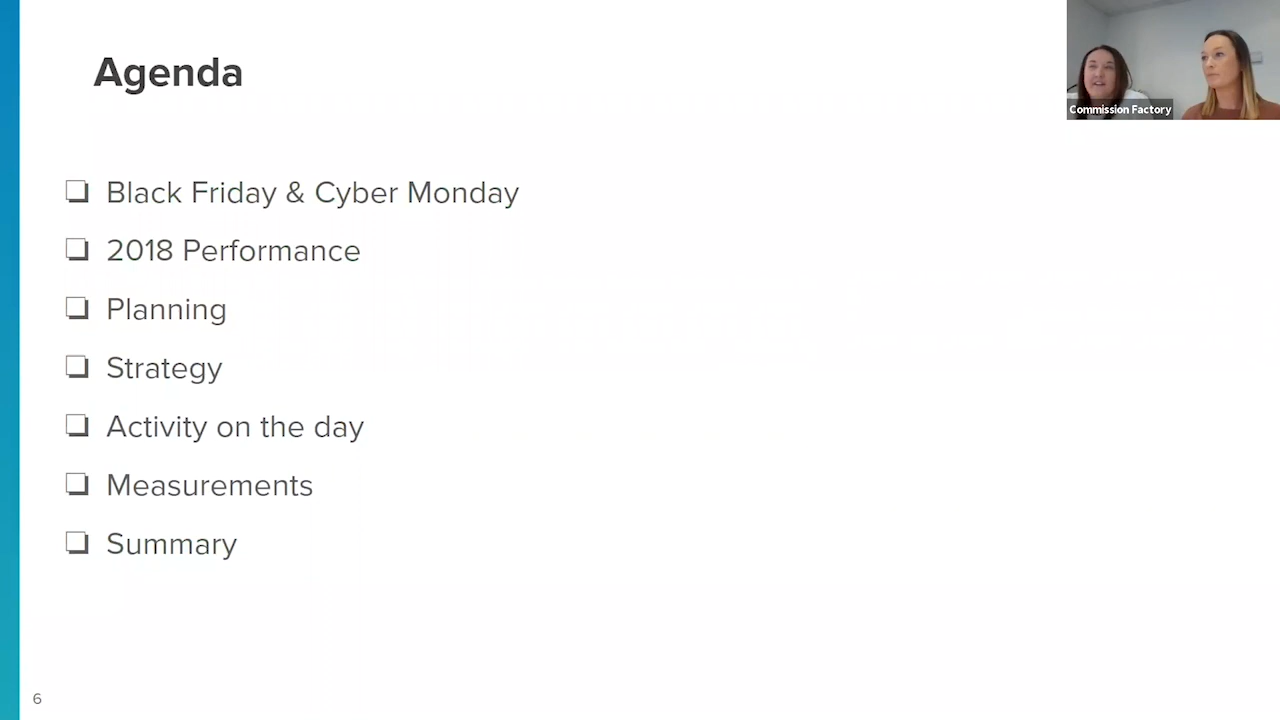 Agenda
Commission Factory
Black Friday & Cyber Monday
2018 Performance
Planning
Strategy
Activity on the day
Measurements
Summary
6